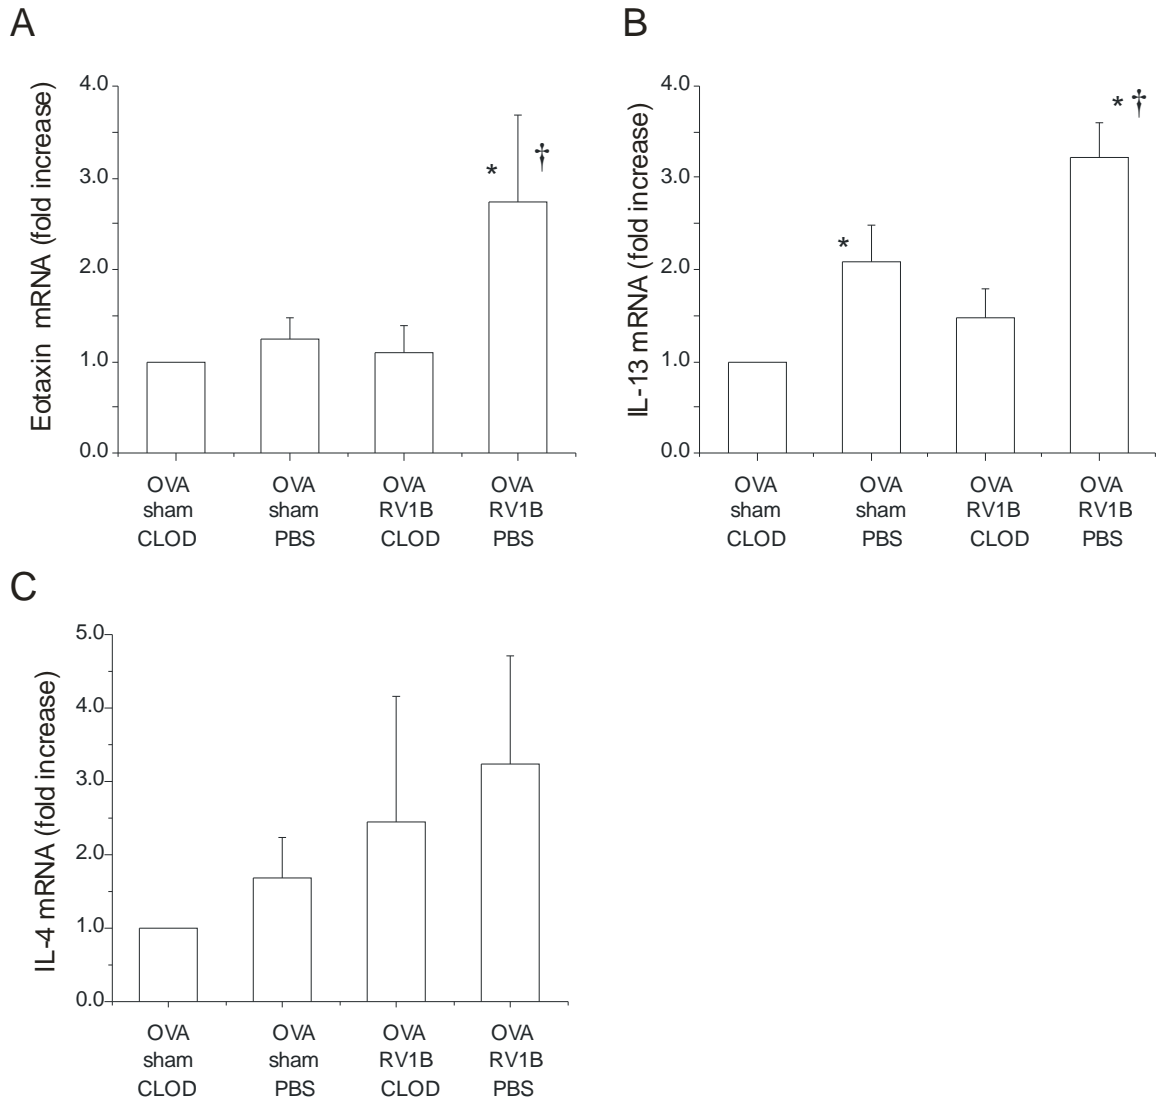 A
Eotaxin mRNA (fold increase)
4.0
3.0
2.0
1.0
0.0
* †
OVA OVA OVA OVA
sham sham RV1B RV1B
CLOD PBS CLOD PBS
B
IL-13 mRNA (fold increase)
4.0
3.0
2.0
1.0
0.0
*
* †
OVA OVA OVA OVA
sham sham RV1B RV1B
CLOD PBS CLOD PBS
C
IL-4 mRNA (fold increase)
5.0
4.0
3.0
2.0
1.0
0.0
OVA OVA OVA OVA
sham sham RV1B RV1B
CLOD PBS CLOD PBS